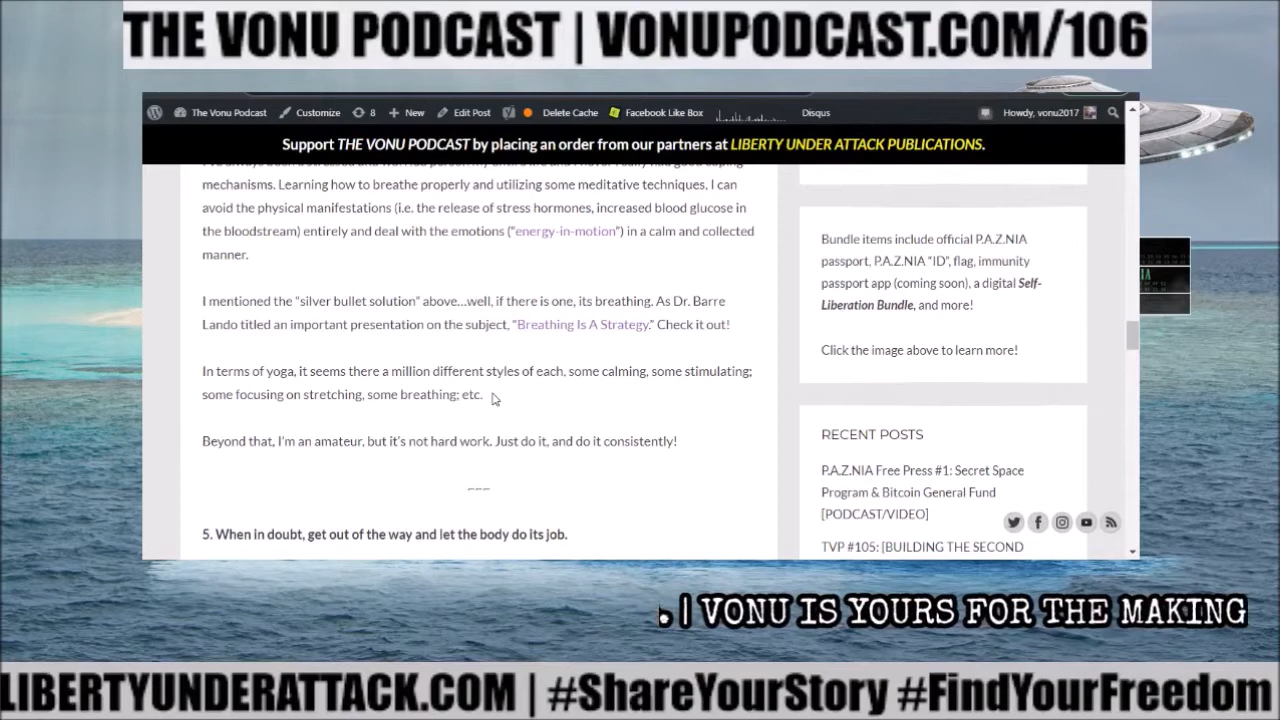 THE VONU PODCAST | VONUPODCAST.COM/106
The Vonu Podcast Customize 8 New Edit Post Delete Cache Facebook Like Box Disqus Howdy, vonu2017
Support THE VONU PODCAST by placing an order from our partners at LIBERTY UNDER ATTACK PUBLICATIONS.
mechanisms. Learning how to breathe properly and utilizing some meditative techniques, I can
avoid the physical manifestations (i.e. the release of stress hormones, increased blood glucose in
the bloodstream) entirely and deal with the emotions ("energy-in-motion") in a calm and collected
manner.
I mentioned the "silver bullet solution" above...well, if there is one, its breathing. As Dr. Barre
Lando titled an important presentation on the subject, "Breathing Is A Strategy." Check it out!
In terms of yoga, it seems there a million different styles of each, some calming, some stimulating;
some focusing on stretching, some breathing; etc.
Beyond that, I'm an amateur, but it's not hard work. Just do it, and do it consistently!
~~~
5. When in doubt, get out of the way and let the body do its job.
Bundle items include official P.A.Z.NIA
passport, P.A.Z.NIA "ID", flag, immunity
passport app (coming soon), a digital Self-
Liberation Bundle, and more!
Click the image above to learn more!
RECENT POSTS
P.A.Z.NIA Free Press #1: Secret Space
Program & Bitcoin General Fund
[PODCAST/VIDEO]
TVP #105: [BUILDING THE SECOND
. | VONU IS YOURS FOR THE MAKING
LIBERTYUNDERATTACK.COM | #ShareYourStory #FindYourFreedom